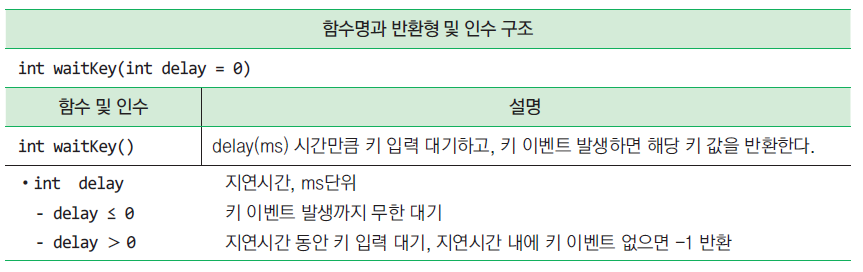 함수명과 반환형 및 인수 구조
int waitKey(int delay = 0)
함수 및 인수 설명
int waitKey() delay(ms) 시간만큼 키 입력 대기하고, 키 이벤트 발생하면 해당 키 값을 반환한다.
• int delay 지연시간, ms단위
- delay ≤ 0 키 이벤트 발생까지 무한 대기
- delay > 0 지연시간 동안 키 입력 대기, 지연시간 내에 키 이벤트 없으면 -1 반환